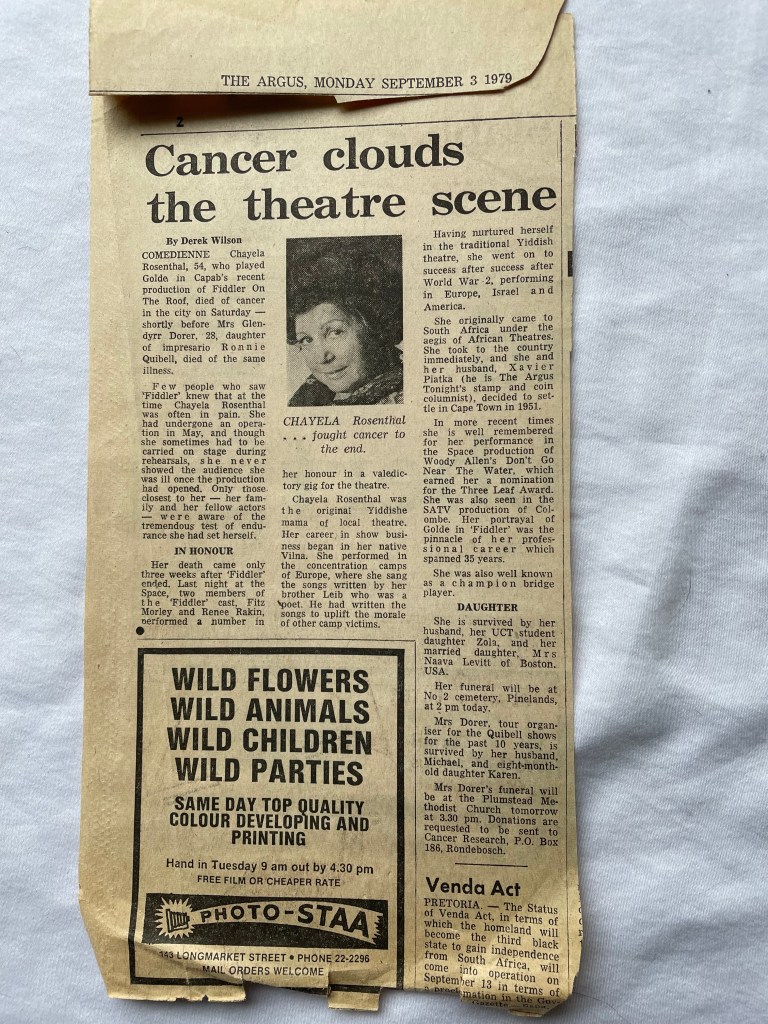 THE ARGUS, MONDAY SEPTEMBER 3 1979
2
Cancer clouds
the theatre scene
By Derek Wilson
COMEDIENNE Chayela
Rosenthal, 54, who played
Golde in Capab's recent
production of Fiddler On
The Roof, died of cancer
in the city on Saturday —
shortly before Mrs Glen-
dyrr Dorer, 28, daughter
of impresario Ronnie
Quibell, died of the same
illness.
Few people who saw
'Fiddler' knew that at the
time Chayela Rosenthal
was often in pain. She
had undergone an opera-
tion in May, and though
she sometimes had to be
carried on stage during
rehearsals, she never
showed the audience she
was ill once the production
had opened. Only those
closest to her — her fam-
ily and her fellow actors
— were aware of the
tremendous test of endu-
rance she had set herself.
IN HONOUR
Her death came only
three weeks after 'Fiddler'
ended. Last night at the
Space, two members of
the 'Fiddler' cast, Fitz
Morley and Renee Rakin,
performed a number in
CHAYELA Rosenthal
... fought cancer to
the end.
her honour in a valedic-
tory gig for the theatre.
Chayela Rosenthal was
the original Yiddishe
mama of local theatre.
Her career in show busi-
ness began in her native
Vilna. She performed in
the concentration camps
of Europe, where she sang
the songs written by her
brother Leib who was a
poet. He had written the
songs to uplift the morale
of other camp victims.
Having nurtured herself
in the traditional Yiddish
theatre, she went on to
success after success after
World War 2, performing
in Europe, Israel and
America.
She originally came to
South Africa under the
aegis of African Theatres.
She took to the country
immediately, and she and
her husband, Xavier
Piatka (he is The Argus
Tonight's stamp and coin
columnist), decided to set-
tle in Cape Town in 1951.
In more recent times
she is well remembered
for her performance in
the Space production of
Woody Allen's Don't Go
Near The Water, which
earned her a nomination
for the Three Leaf Award.
She was also seen in the
SATV production of Col-
ombe. Her portrayal of
Golde in 'Fiddler' was the
pinnacle of her profes-
sional career which
spanned 35 years.
She was also well known
as a champion bridge
player.
DAUGHTER
She is survived by her
husband, her UCT student
daughter Zola, and her
married daughter, Mrs
Naava Levitt of Boston.
USA.
Her funeral will be at
No 2 cemetery, Pinelands,
at 2 pm today.
Mrs Dorer, tour organ-
iser for the Quibell shows
for the past 10 years, is
survived by her husband,
Michael, and eight-month-
old daughter Karen.
Mrs Dorer's funeral will
be at the Plumstead Me-
thodist Church tomorrow
at 3.30 pm. Donations are
requested to be sent to
Cancer Research, P.O. Box
186, Rondebosch.
WILD FLOWERS
WILD ANIMALS
WILD CHILDREN
WILD PARTIES
SAME DAY TOP QUALITY
COLOUR DEVELOPING AND
PRINTING
Hand in Tuesday 9 am out by 4.30 pm
FREE FILM OR CHEAPER RATE
PHOTO-STAA
343 LONGMARKET STREET • PHONE 22-2296
MAIL ORDERS WELCOME
Venda Act
PRETORIA. — The Status
of Venda Act, in terms of
which the homeland will
become the third black
state to gain independence
from South Africa, will
come into operation on
September 13 in terms of
a proclamation in the Gov-
Gazette